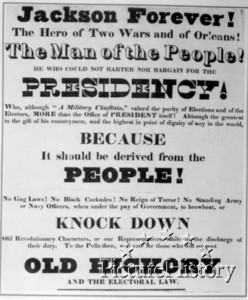 Jackson Forever!
The Hero of Two Wars and of Orleans!
The Man of the People!
HE WHO COULD NOT BARTER NOR BARGAIN FOR THE
PRESIDENCY!
Who, although "A Military Chieftain," valued the purity of Elections and of the
Electors, MORE than the Office of PRESIDENT itself! Although the greatest
in the gift of his countrymen, and the highest in point of dignity of any in the world,
BECAUSE
It should be derived from the
PEOPLE!
No Gag Laws! No Black Cockades! No Reign of Terror! No Standing Army
or Navy Officers, when under the pay of Government, to browbeat, or
KNOCK DOWN
Old Revolutionary Characters, or our Representatives while in the discharge of
their duty. To the Polls then, and vote for those who will support
OLD HICKORY
AND THE ELECTORAL LAW.
Picture History